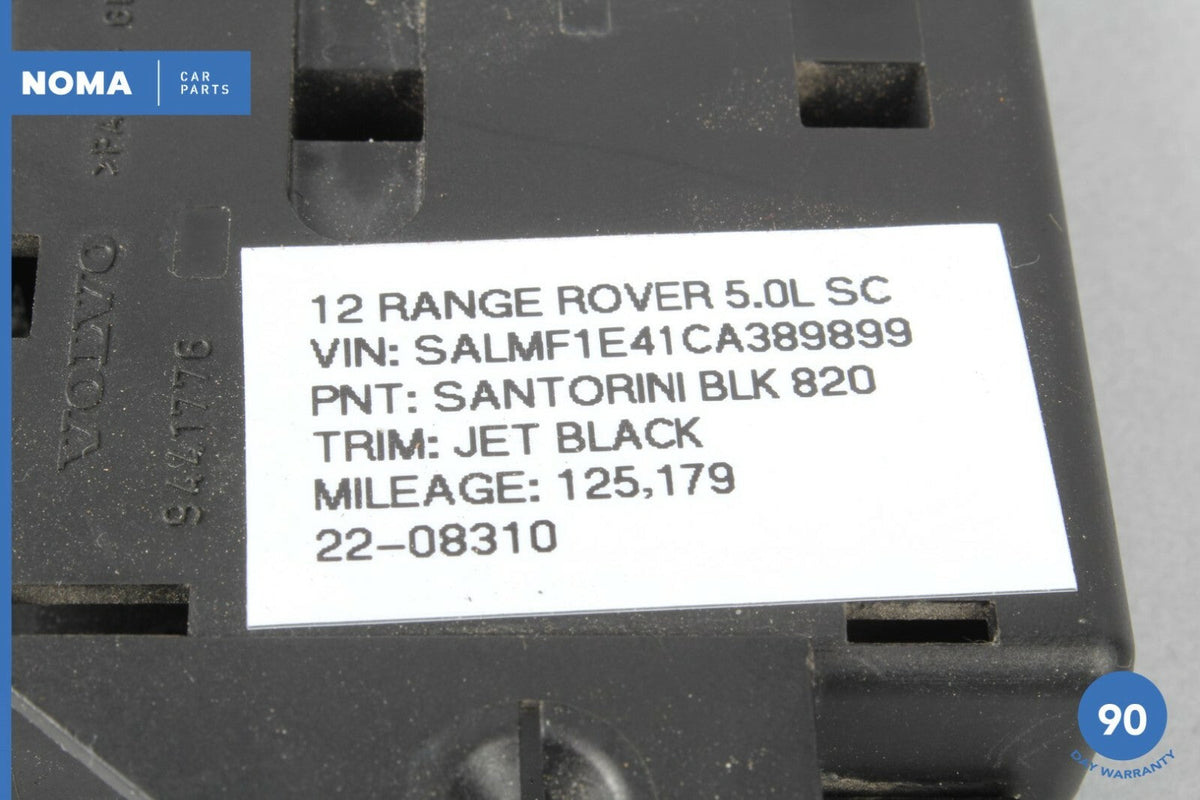 NOMA
CAR
PARTS
VOLVO
9441776
12 RANGE ROVER 5.0L SC
VIN: SALMF1E41CA389899
PNT: SANTORINI BLK 820
TRIM: JET BLACK
MILEAGE: 125,179
22-08310
90
DAY WARRANTY